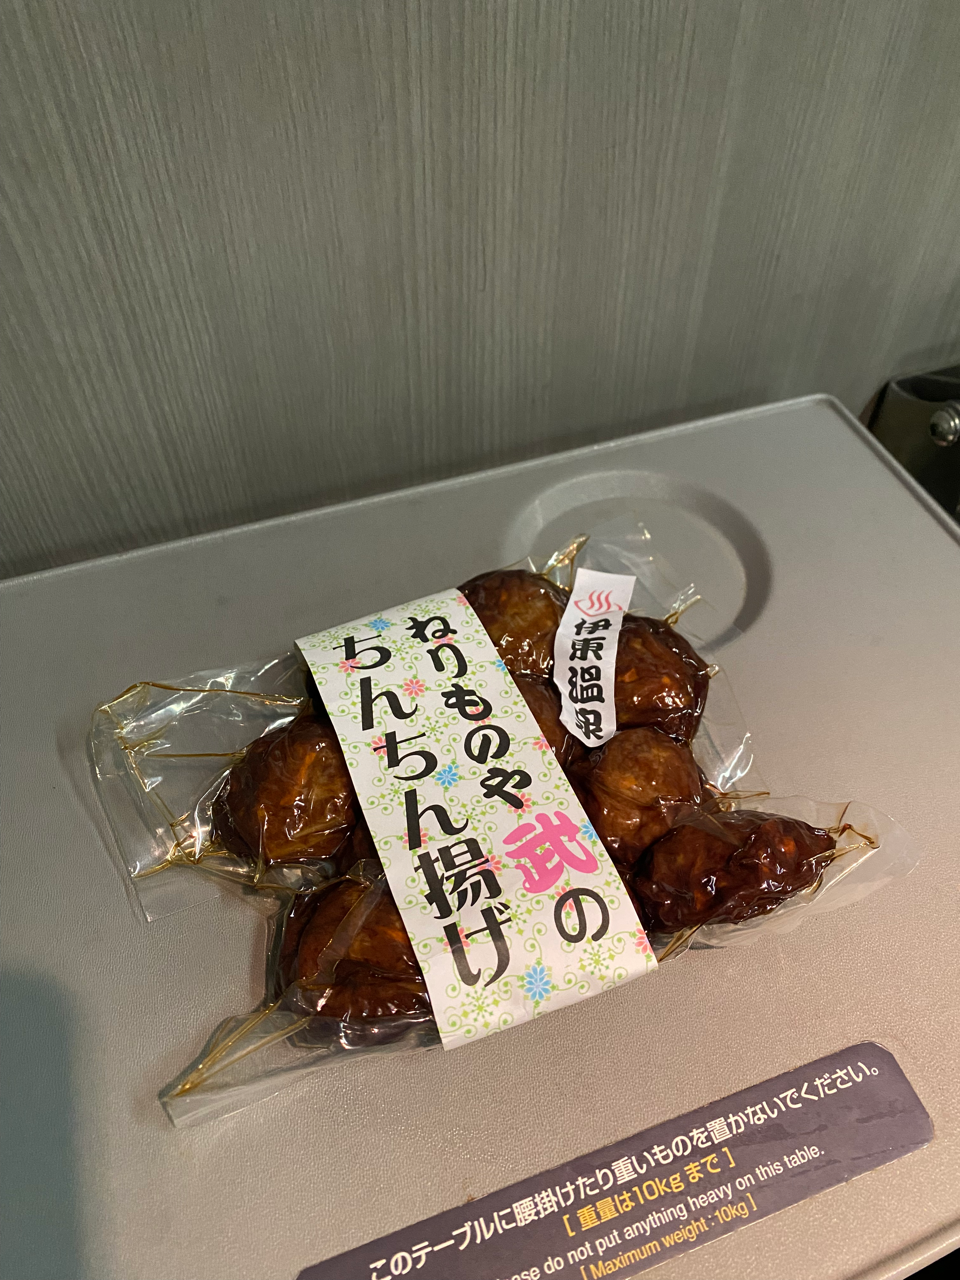 ねりものや武の
ちんちん揚げ
伊東温泉
このテーブルに腰掛けたり重いものを置かないでください。
[ 重量は10kgまで ]
do not put anything heavy on this table.
[ Maximum weight : 10kg ]